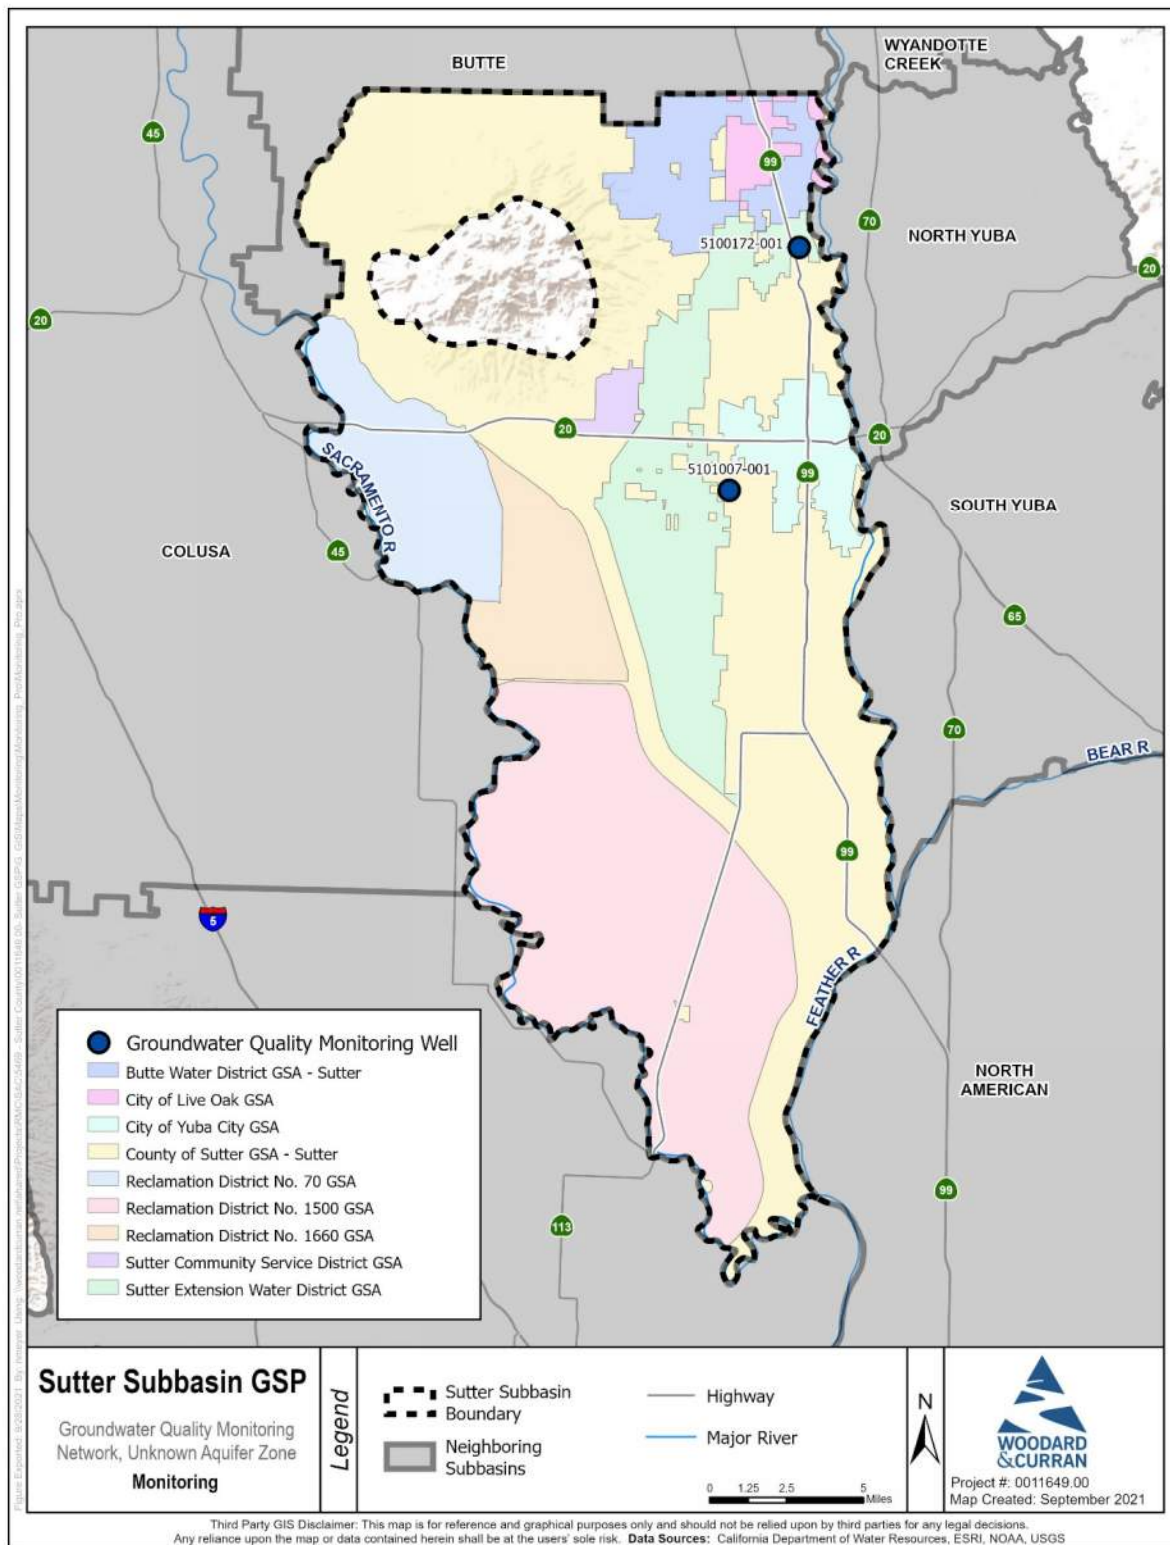 BUTTE
WYANDOTTE
CREEK
45
99
70
NORTH YUBA
5100172-001
20
20
20
20
SACRAMENTO R
5101007-001
99
SOUTH YUBA
COLUSA
45
65
70
BEAR R
99
5
FEATHER R
NORTH
AMERICAN
99
113
Groundwater Quality Monitoring Well
Butte Water District GSA - Sutter
City of Live Oak GSA
City of Yuba City GSA
County of Sutter GSA - Sutter
Reclamation District No. 70 GSA
Reclamation District No. 1500 GSA
Reclamation District No. 1660 GSA
Sutter Community Service District GSA
Sutter Extension Water District GSA
Sutter Subbasin GSP
Groundwater Quality Monitoring
Network, Unknown Aquifer Zone
Monitoring
Legend
Sutter Subbasin
Boundary
Neighboring
Subbasins
Highway
Major River
0 1.25 2.5 5
Miles
N
WOODARD
&CURRAN
Project #: 0011649.00
Map Created: September 2021
Third Party GIS Disclaimer: This map is for reference and graphical purposes only and should not be relied upon by third parties for any legal decisions.
Any reliance upon the map or data contained herein shall be at the users' sole risk. Data Sources: California Department of Water Resources, ESRI, NOAA, USGS